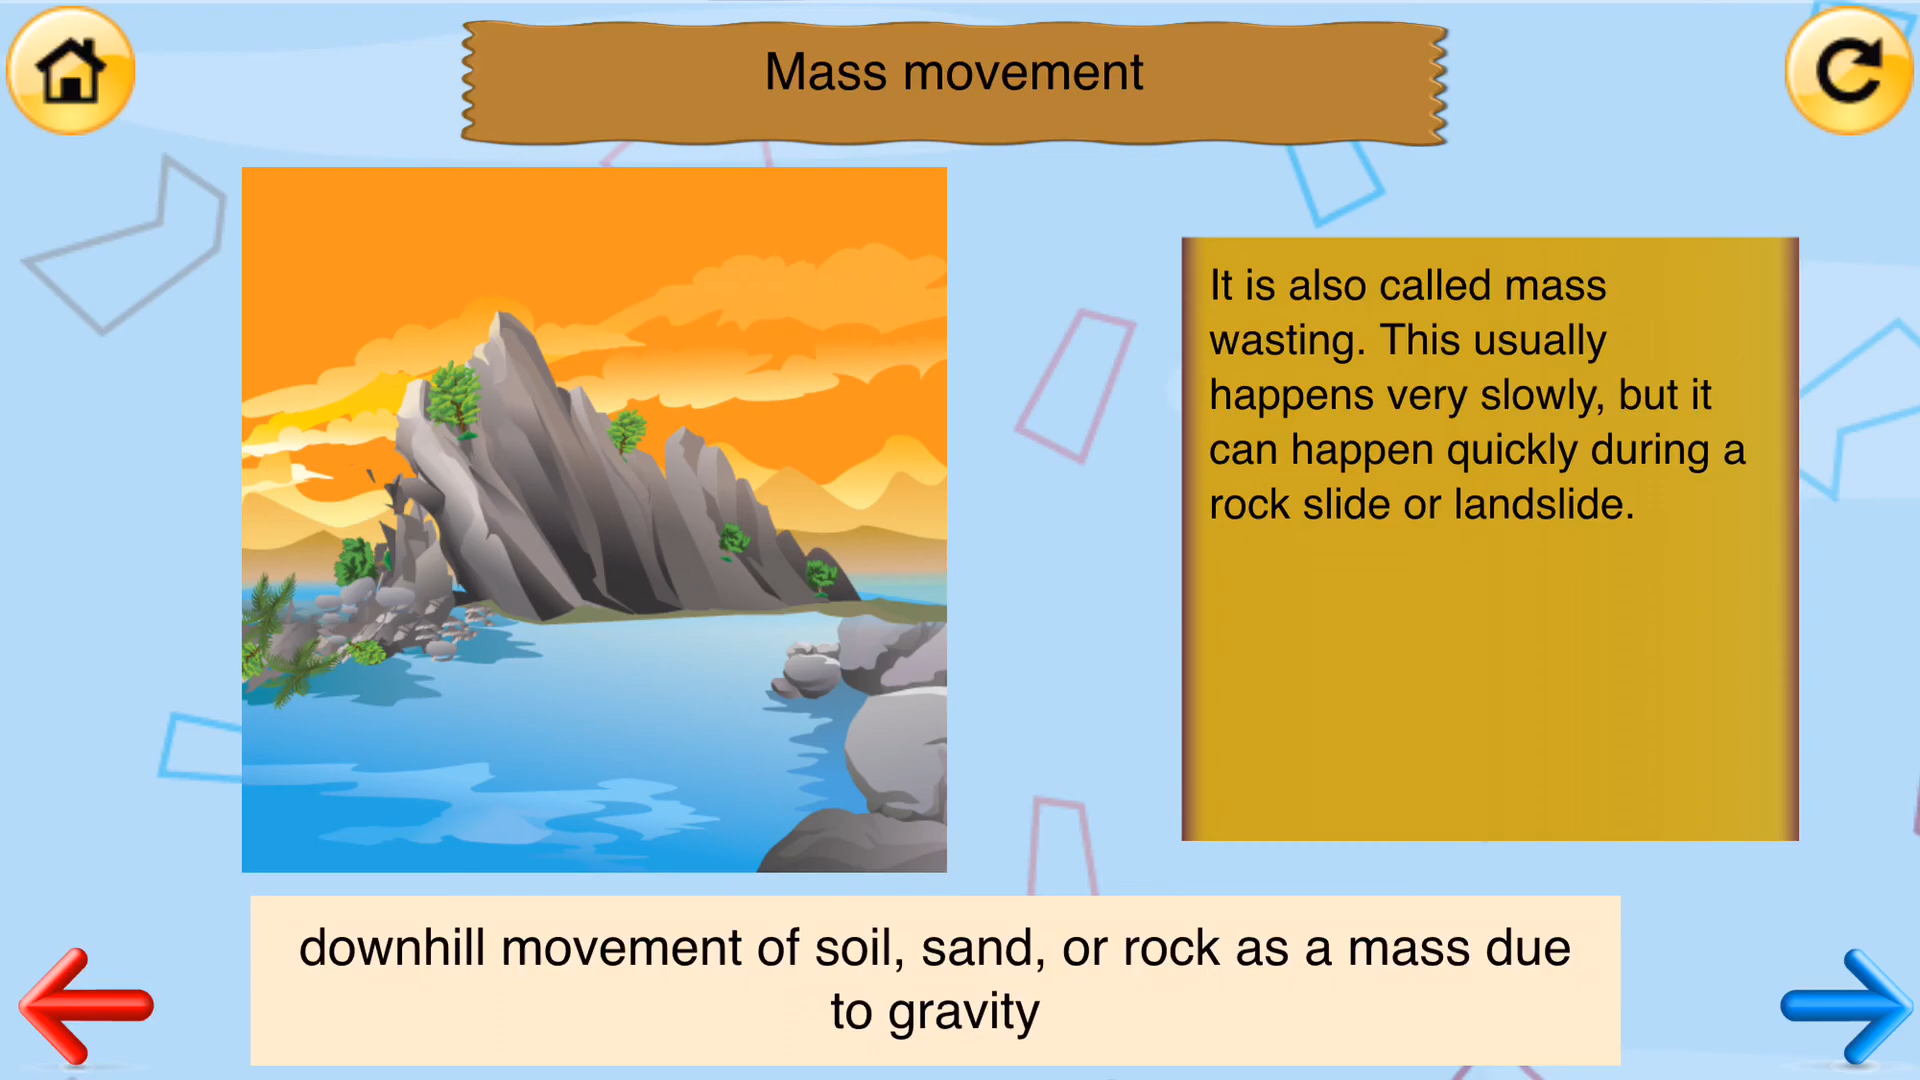 Mass movement
It is also called mass
wasting. This usually
happens very slowly, but it
can happen quickly during a
rock slide or landslide.
downhill movement of soil, sand, or rock as a mass due
to gravity